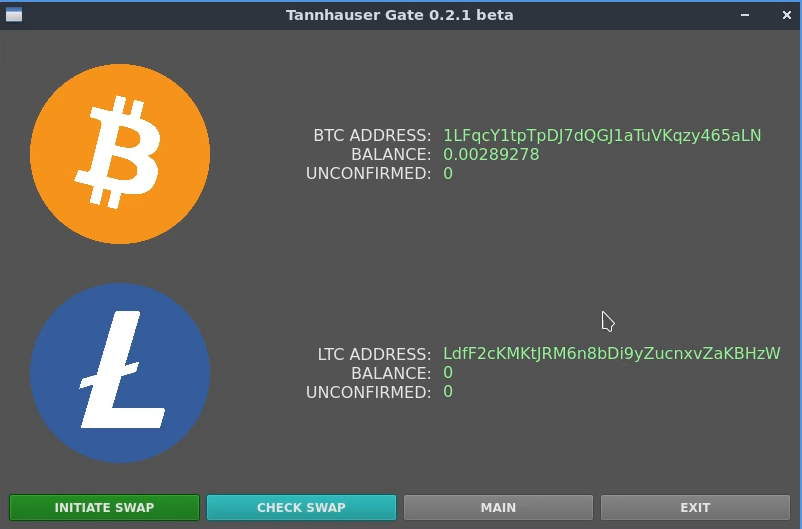 Tannhauser Gate 0.2.1 beta
BTC ADDRESS: 1LFqcY1tpTpDJ7dQGJ1aTuVKqzy465aLN
BALANCE: 0.00289278
UNCONFIRMED: 0
LTC ADDRESS: LdfF2cKMKtJRM6n8bDi9yZucnxvZaKBHzW
BALANCE: 0
UNCONFIRMED: 0
INITIATE SWAP CHECK SWAP MAIN EXIT